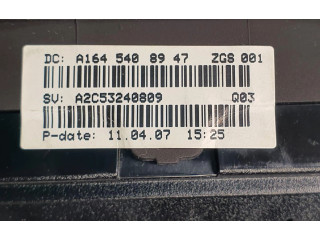 DC: A164 540 89 47 ZGS 001
SV: A2C53240809 Q03
P-date: 11.04.07 15:25